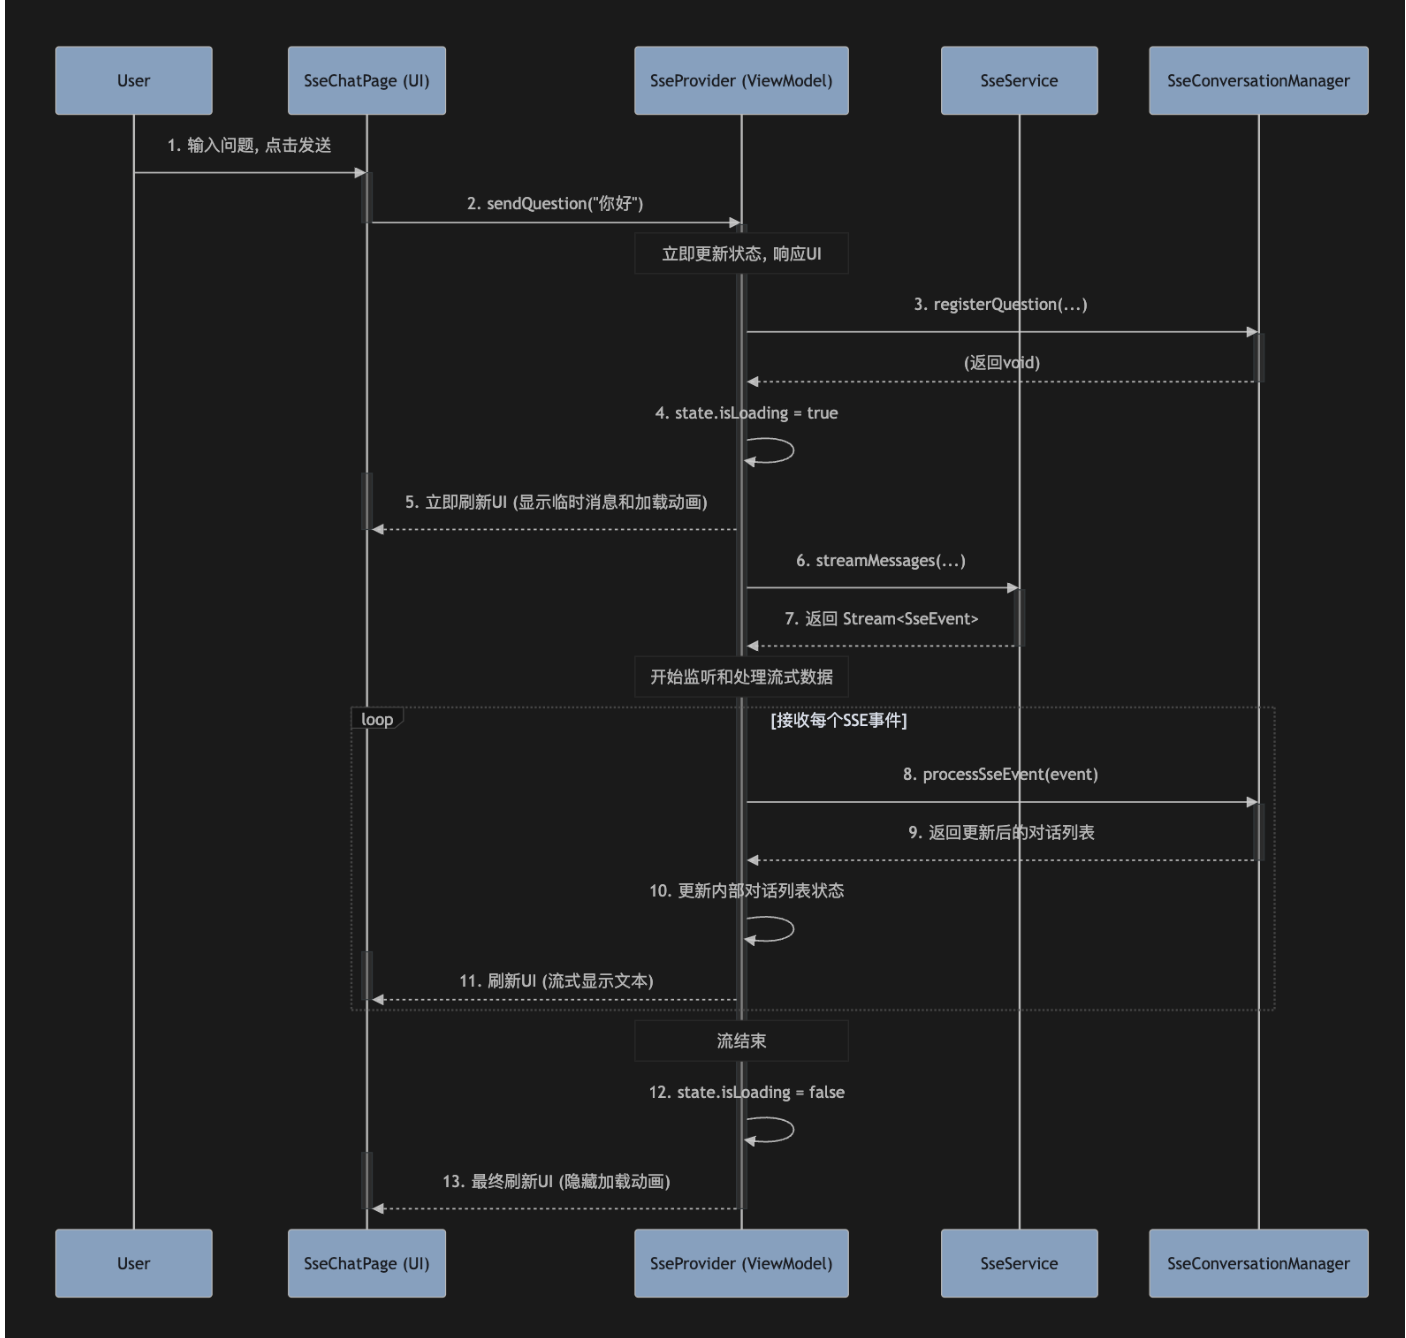 User
SseChatPage (UI)
SseProvider (ViewModel)
SseService
SseConversationManager
1. 输入问题, 点击发送
2. sendQuestion("你好")
立即更新状态, 响应UI
3. registerQuestion(...)
(返回void)
4. state.isLoading = true
5. 立即刷新UI (显示临时消息和加载动画)
6. streamMessages(...)
7. 返回 Stream<SseEvent>
开始监听和处理流式数据
loop
[接收每个SSE事件]
8. processSseEvent(event)
9. 返回更新后的对话列表
10. 更新内部对话列表状态
11. 刷新UI (流式显示文本)
流结束
12. state.isLoading = false
13. 最终刷新UI (隐藏加载动画)
User
SseChatPage (UI)
SseProvider (ViewModel)
SseService
SseConversationManager